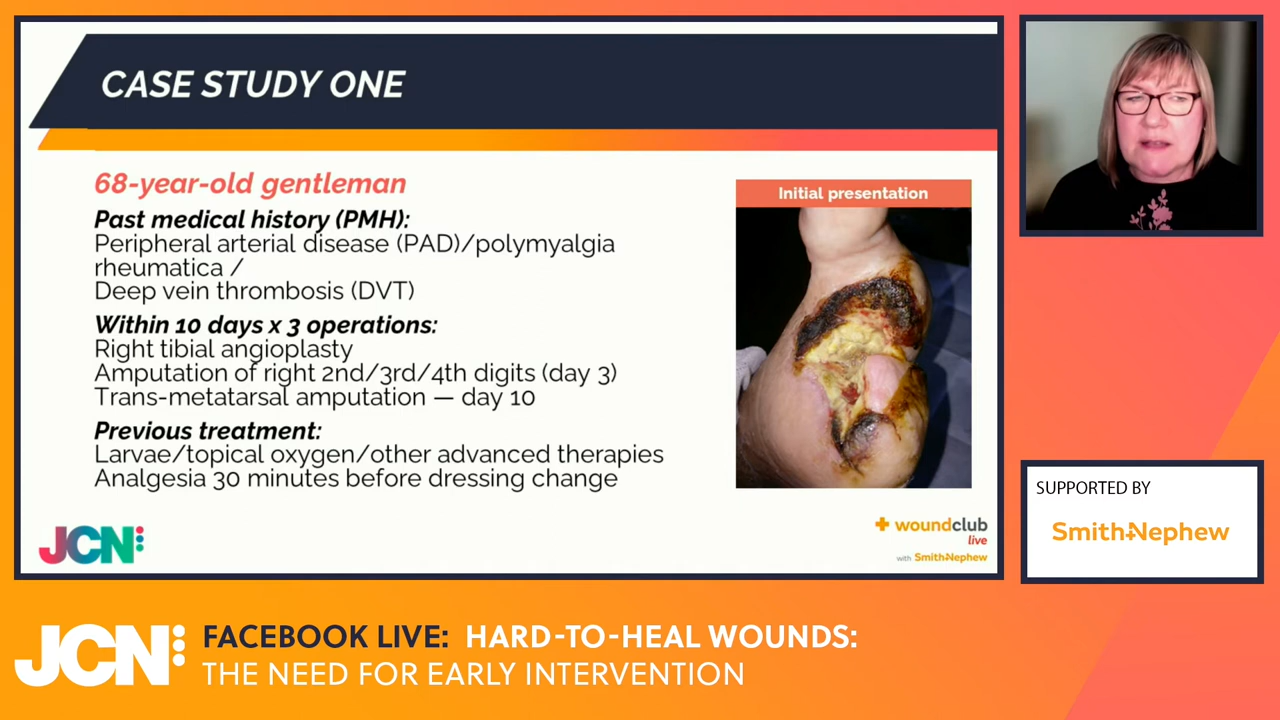 CASE STUDY ONE
68-year-old gentleman
Past medical history (PMH):
Peripheral arterial disease (PAD)/polymyalgia
rheumatica /
Deep vein thrombosis (DVT)
Within 10 days x 3 operations:
Right tibial angioplasty
Amputation of right 2nd/3rd/4th digits (day 3)
Trans-metatarsal amputation — day 10
Previous treatment:
Larvae/topical oxygen/other advanced therapies
Analgesia 30 minutes before dressing change
Initial presentation
JCN
woundclub
live
with Smith+Nephew
SUPPORTED BY
Smith+Nephew
JCN
FACEBOOK LIVE: HARD-TO-HEAL WOUNDS:
THE NEED FOR EARLY INTERVENTION